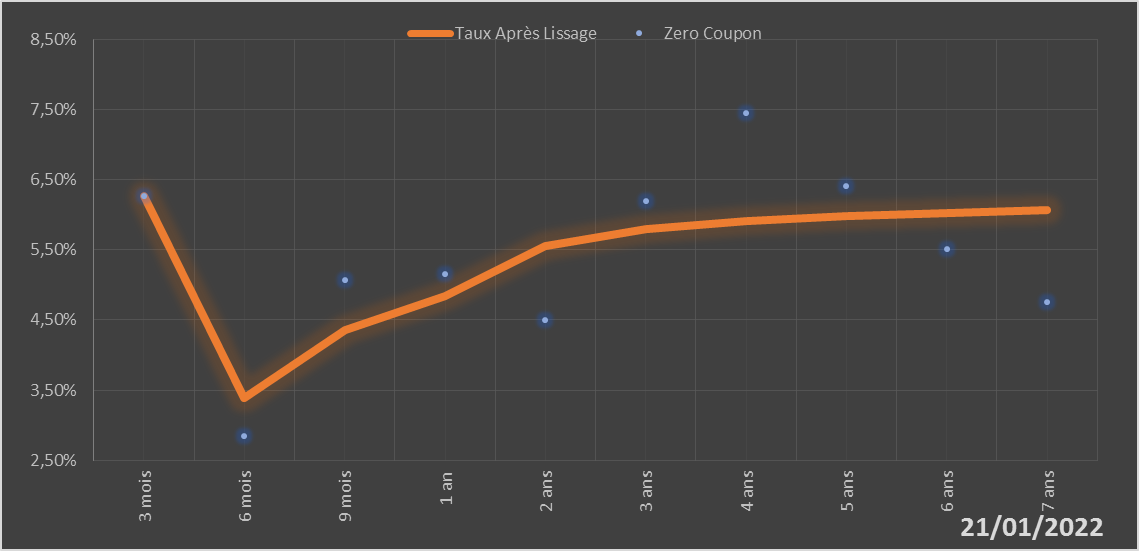 Taux Après Lissage
Zero Coupon
8,50%
7,50%
6,50%
5,50%
4,50%
3,50%
2,50%
3 mois
6 mois
9 mois
1 an
2 ans
3 ans
4 ans
5 ans
6 ans
7 ans
21/01/2022